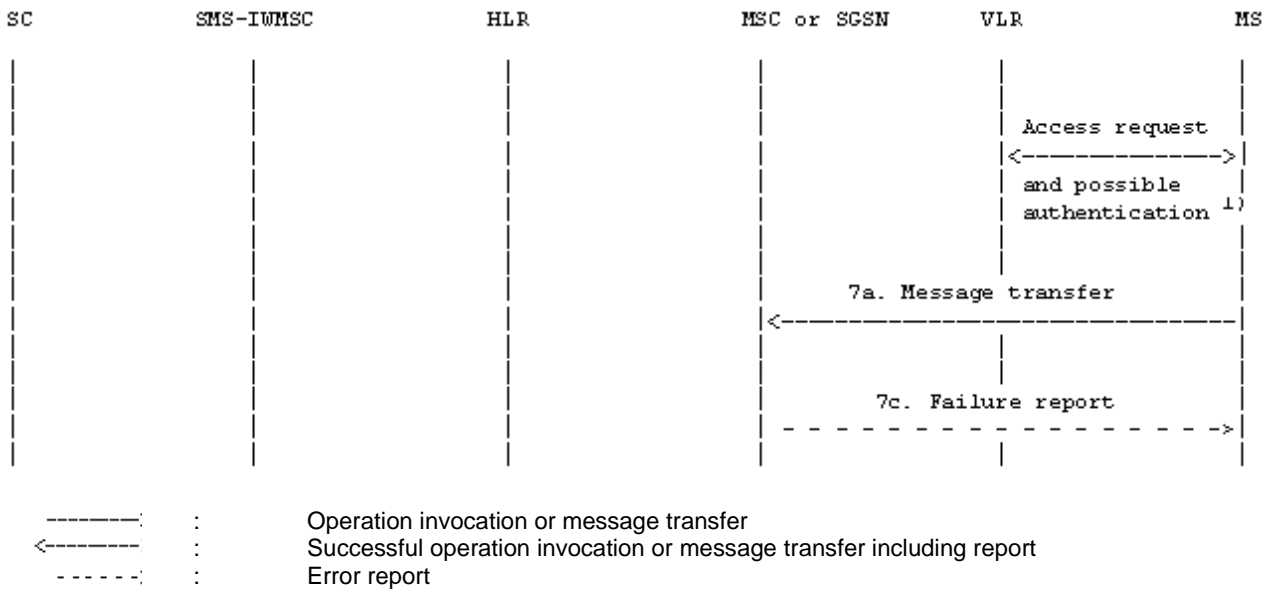 SC SMS-IWMSC HLR MSC or SGSN VLR MS
Access request
and possible
authentication 1)
7a. Message transfer
7c. Failure report
: Operation invocation or message transfer
: Successful operation invocation or message transfer including report
: Error report